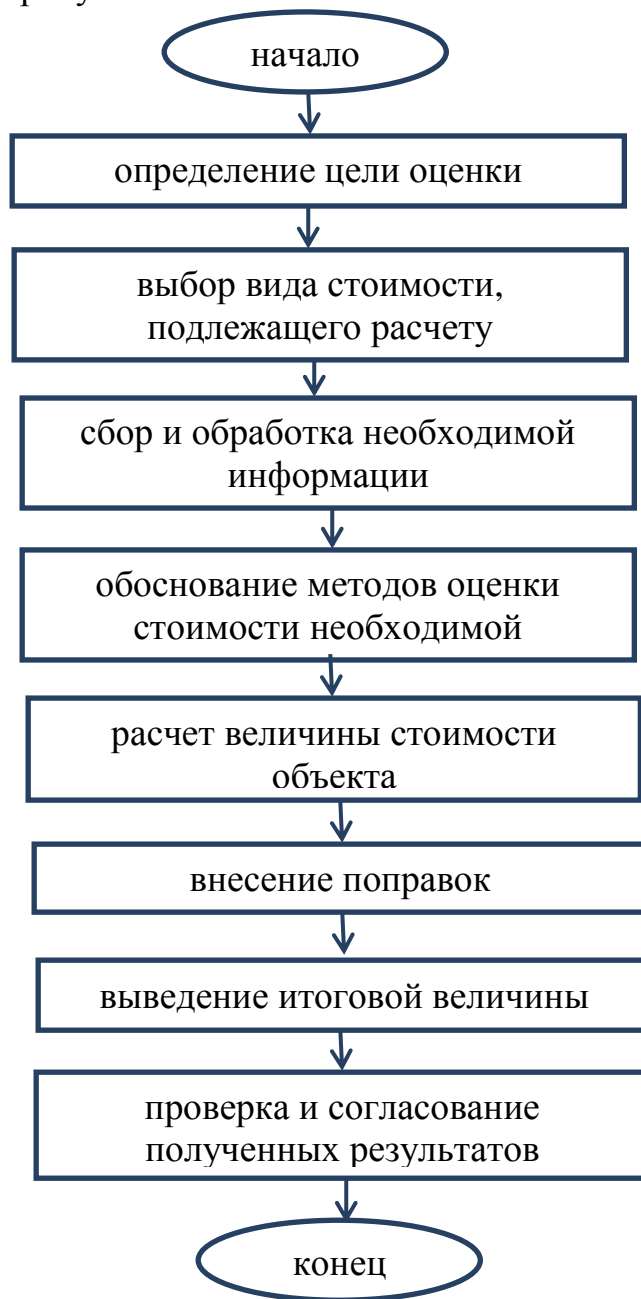 начало
определение цели оценки
выбор вида стоимости,
подлежащего расчету
сбор и обработка необходимой
информации
обоснование методов оценки
стоимости необходимой
расчет величины стоимости
объекта
внесение поправок
выведение итоговой величины
проверка и согласование
полученных результатов
конец